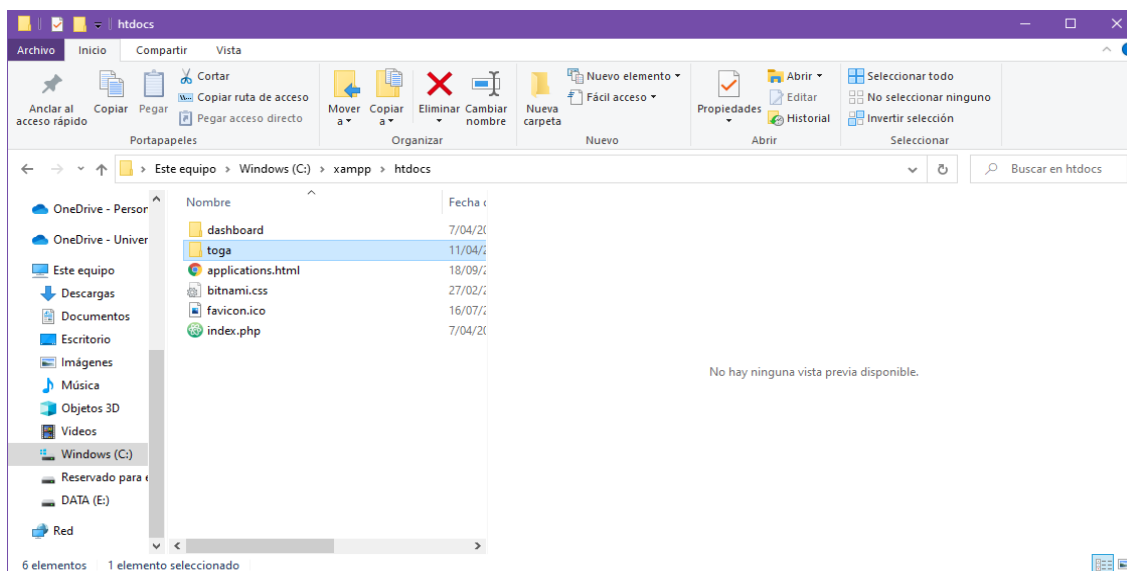 htdocs
Archivo Inicio Compartir Vista
Anclar al acceso rápido
Copiar
Pegar
Cortar
Copiar ruta de acceso
Pegar acceso directo
Portapapeles
Mover a
Copiar a
Eliminar
Cambiar nombre
Organizar
Nueva carpeta
Nuevo elemento
Fácil acceso
Nuevo
Propiedades
Abrir
Editar
Historial
Abrir
Seleccionar todo
No seleccionar ninguno
Invertir selección
Seleccionar
Este equipo > Windows (C:) > xampp > htdocs
Buscar en htdocs
OneDrive - Person
OneDrive - Univer
Este equipo
Descargas
Documentos
Escritorio
Imágenes
Música
Objetos 3D
Videos
Windows (C:)
Reservado para
DATA (E:)
Red
Nombre Fecha
dashboard 7/04/20
toga 11/04/2
applications.html 18/09/2
bitnami.css 27/02/2
favicon.ico 16/07/2
index.php 7/04/20
No hay ninguna vista previa disponible.
6 elementos 1 elemento seleccionado